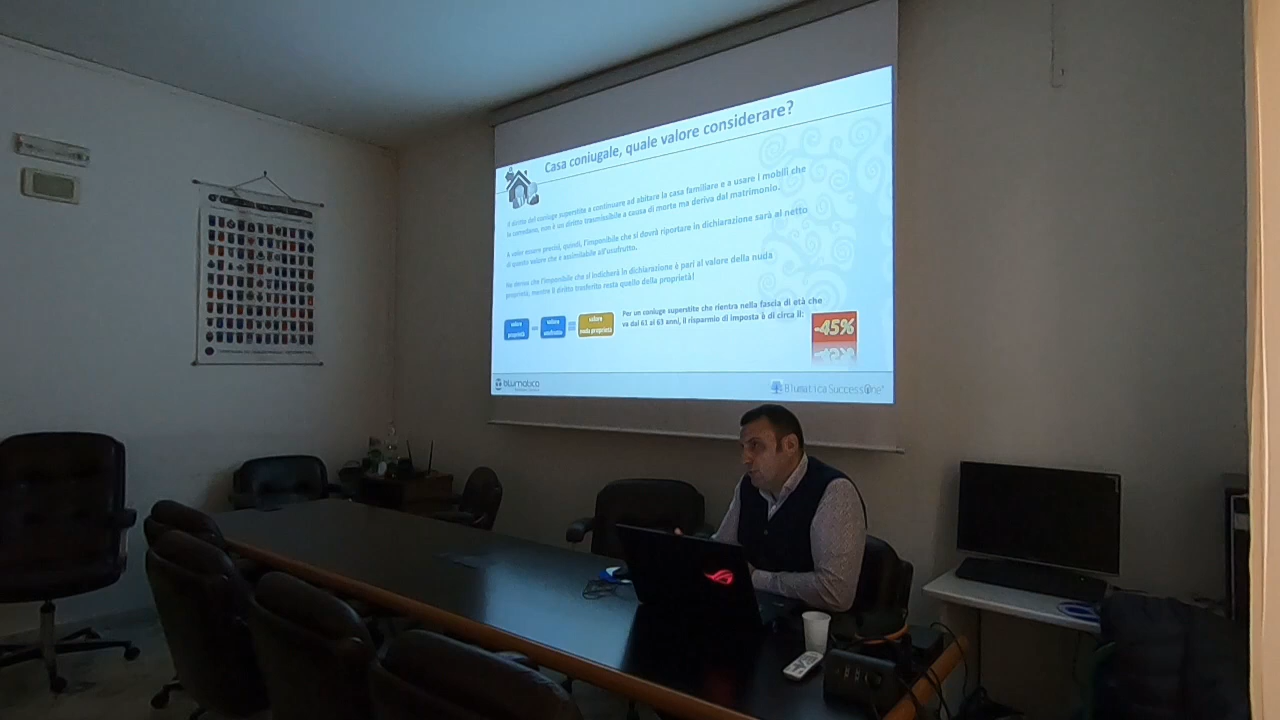 Casa coniugale, quale valore considerare?
Il diritto del coniuge superstite a continuare ad abitare la casa familiare e a usare i mobili che
la corredano, non è un diritto trasmissibile a causa di morte ma deriva dal matrimonio.
A voler essere precisi, quindi, l'imponibile che si dovrà riportare in dichiarazione sarà al netto
di questo valore che è assimilabile all'usufrutto.
Ne deriva che l'imponibile che si indicherà in dichiarazione è pari al valore della nuda
proprietà, mentre il diritto trasferito resta quello della proprietà!
Per un coniuge superstite che rientra nella fascia di età che
va dal 61 ai 63 anni, il risparmio di imposta è di circa il:
valore
proprietà
valore
usufrutto
valore
nuda proprietà
-45%
blumatica
Blumatica SuccessOne